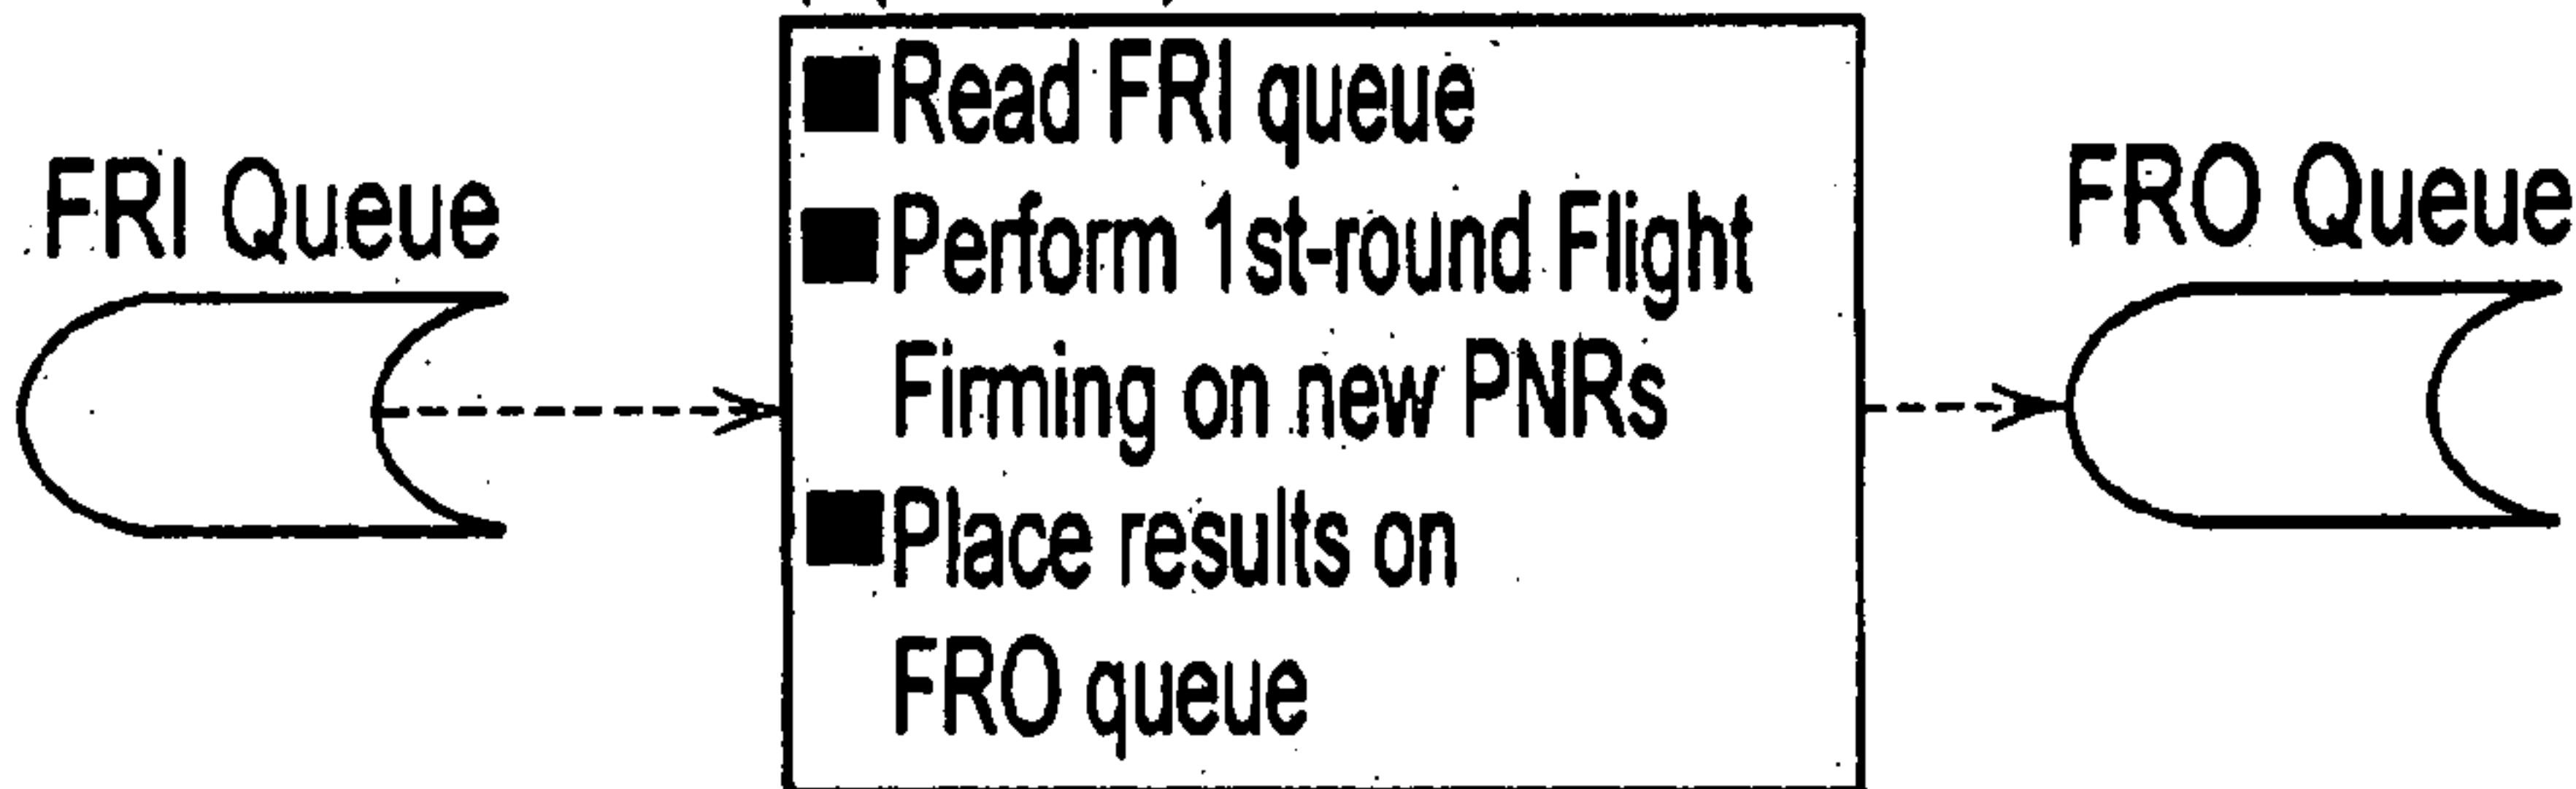 FRI Queue
Read FRI queue
Perform 1st-round Flight
Firming on new PNRs
Place results on
FRO queue
FRO Queue